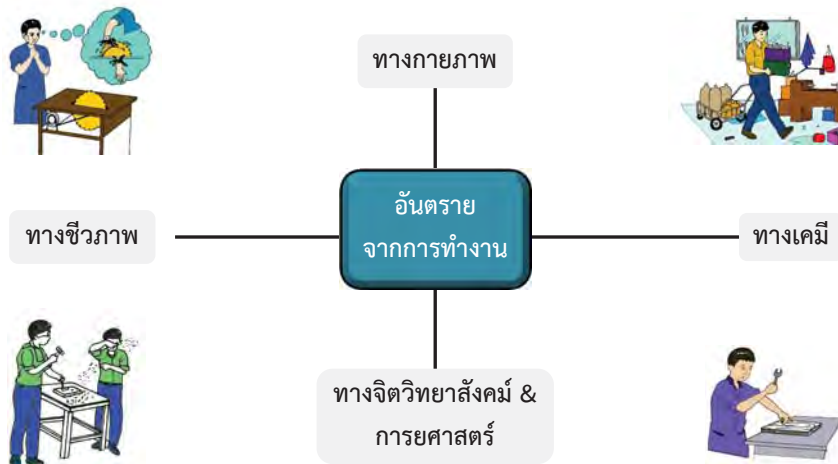 ทางกายภาพ
อันตราย
จากการทำงาน
ทางชีวภาพ
ทางเคมี
ทางจิตวิทยาสังคม์ &
การยศาสตร์